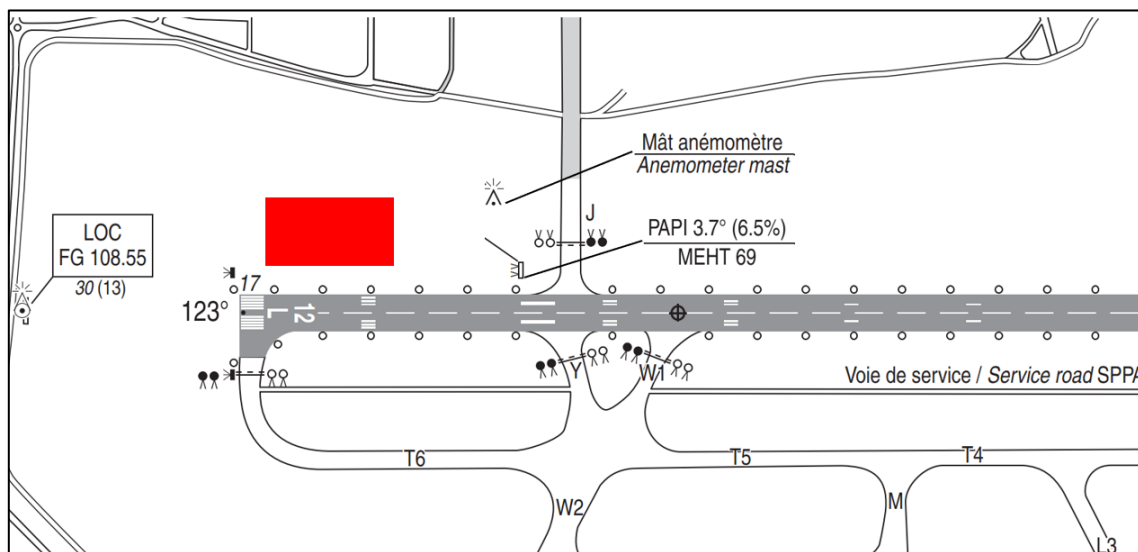 Mât anémomètre
Anemometer mast
J
PAPI 3.7° (6.5%)
MEHT 69
LOC
FG 108.55
30 (13)
17
123°
L
12
Y
W1
Voie de service / Service road SPPA
T6
T5
T4
W2
M
L3